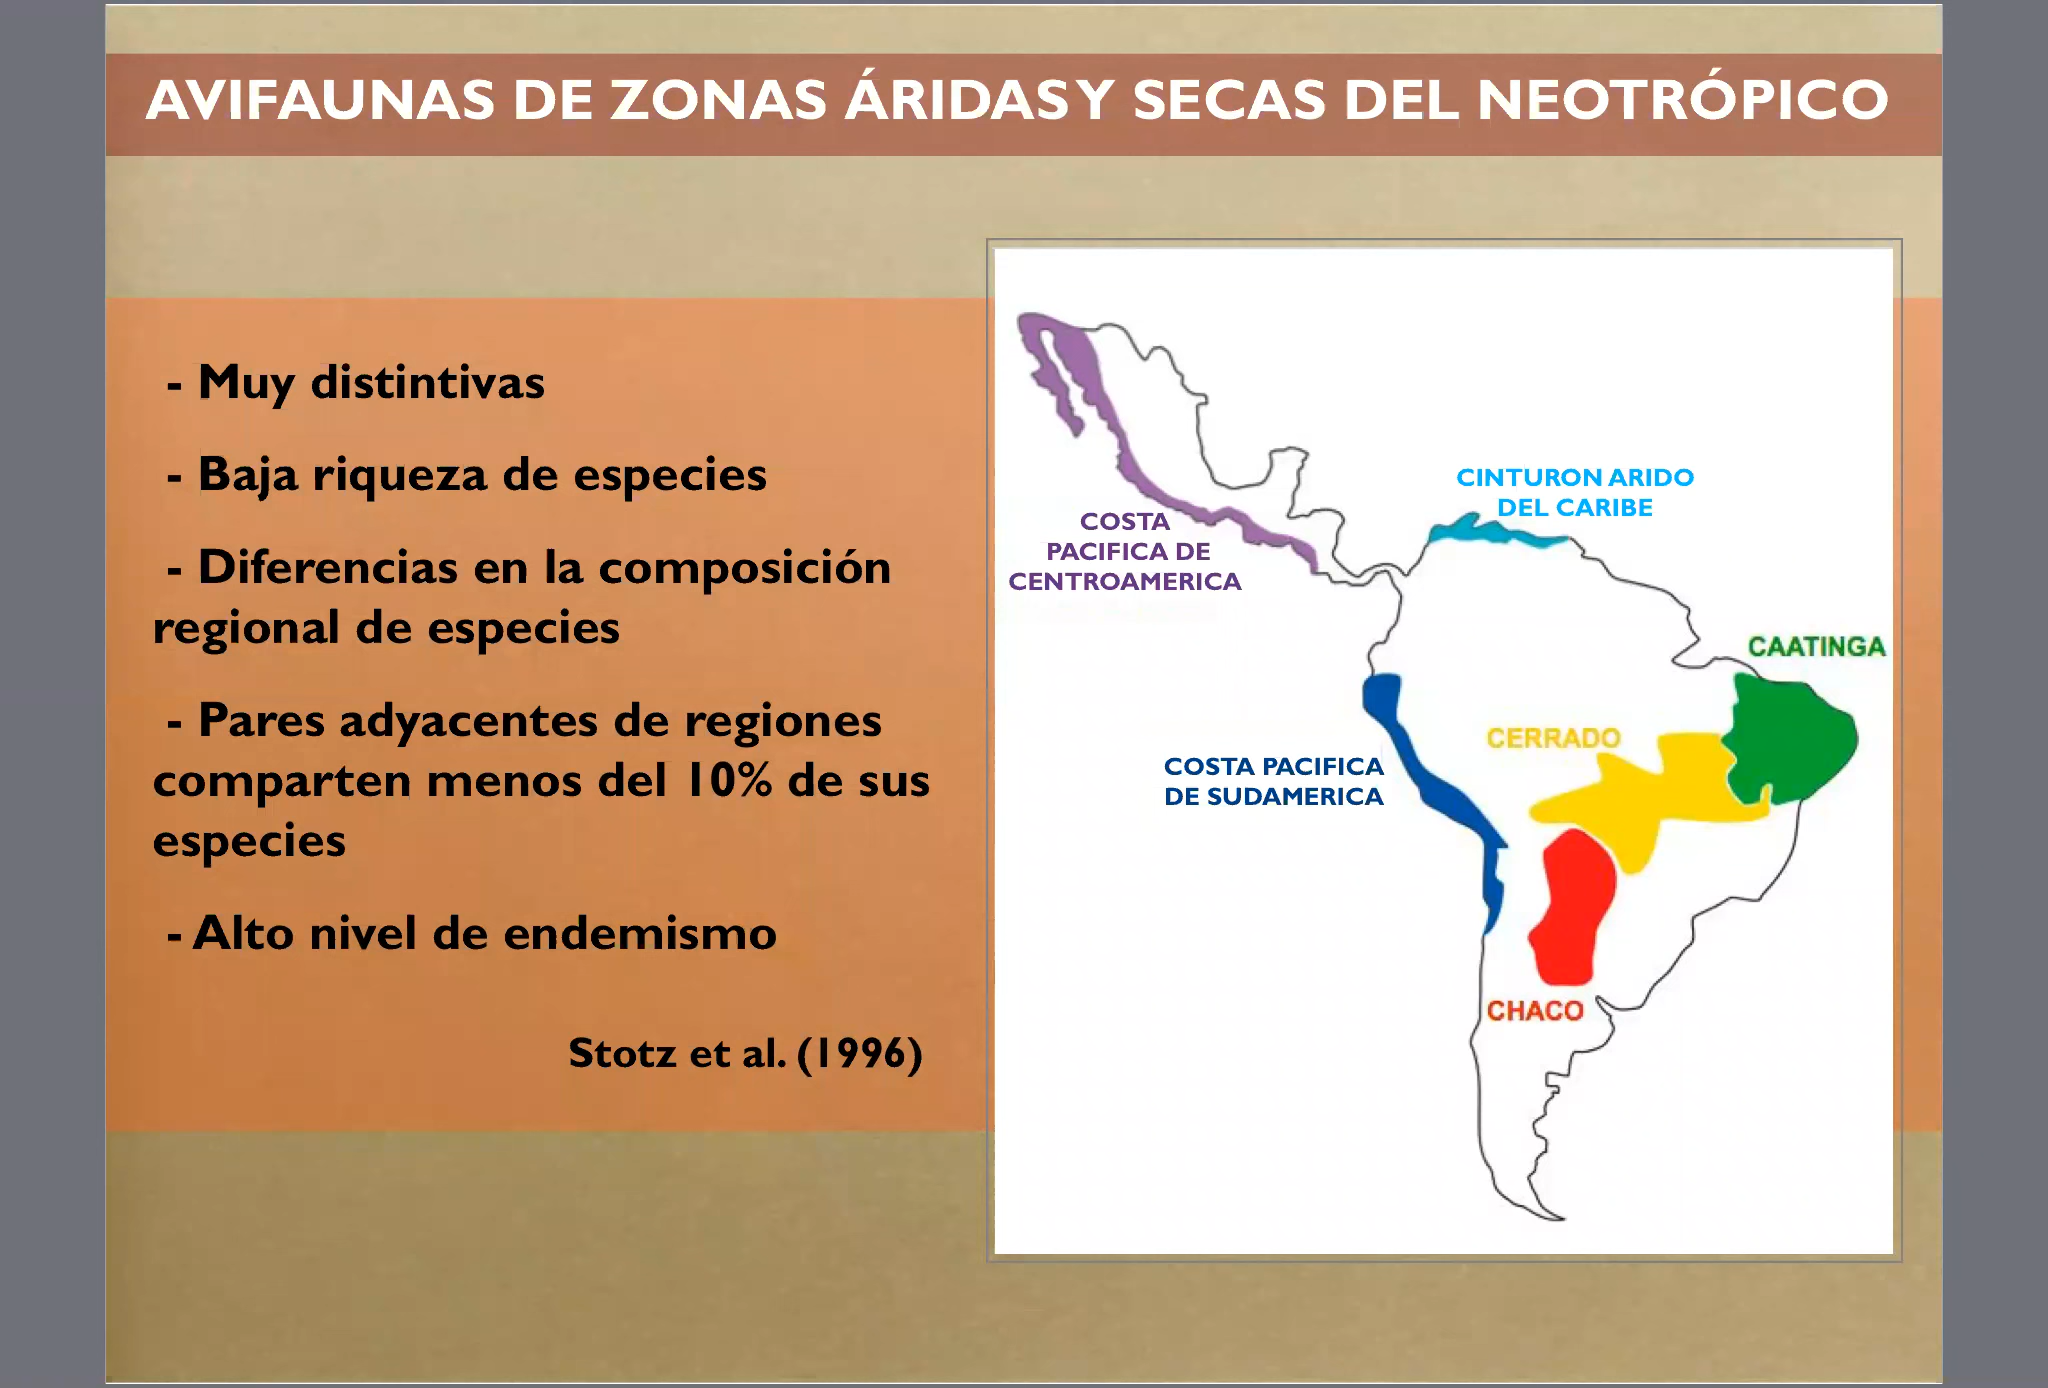 AVIFAUNAS DE ZONAS ÁRIDAS Y SECAS DEL NEOTRÓPICO
- Muy distintivas
- Baja riqueza de especies
- Diferencias en la composición
regional de especies
- Pares adyacentes de regiones
comparten menos del 10% de sus
especies
- Alto nivel de endemismo
Stotz et al. (1996)
CINTURON ARIDO
DEL CARIBE
COSTA
PACIFICA DE
CENTROAMERICA
CAATINGA
CERRADO
COSTA PACIFICA
DE SUDAMERICA
CHACO